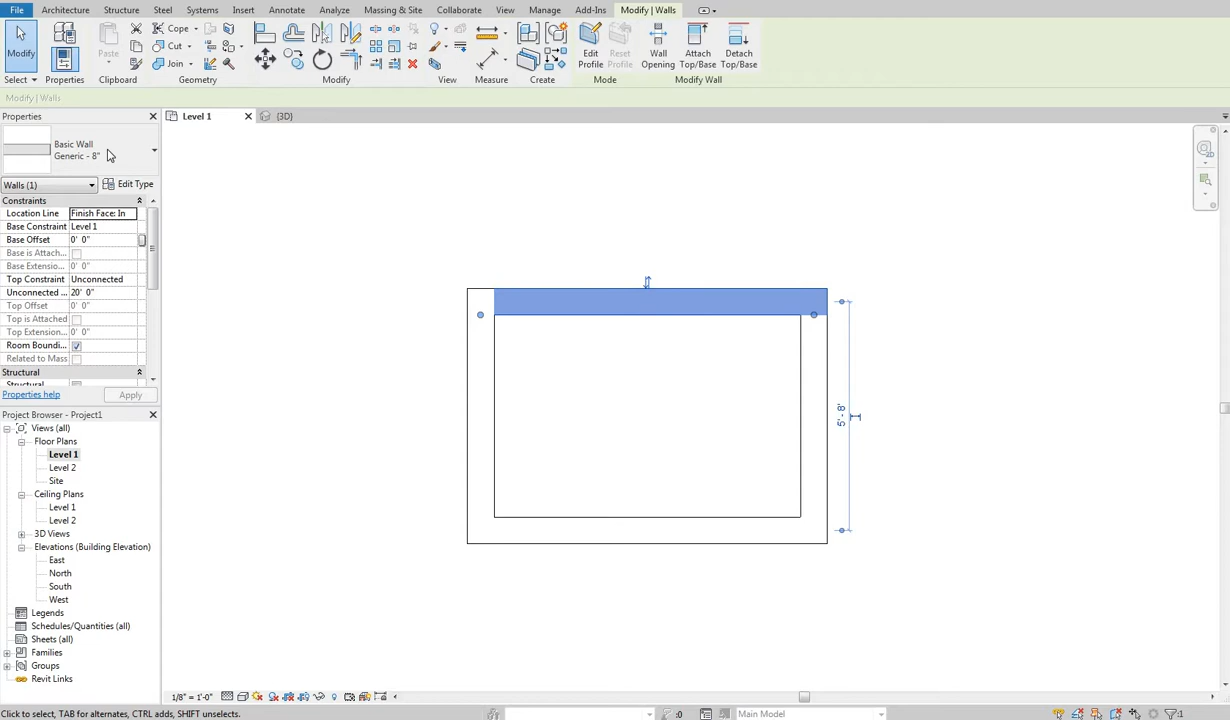 File Architecture Structure Steel Systems Insert Annotate Analyze Massing & Site Collaborate View Manage Add-Ins Modify | Walls
Modify Paste Cope Cut Join Edit Profile Reset Profile Wall Opening Attach Top/Base Detach Top/Base
Select Properties Clipboard Geometry Modify View Measure Create Mode Modify Wall
Modify | Walls
Properties
Level 1
{3D}
Basic Wall
Generic - 8"
Walls (1) Edit Type
Constraints
Location Line Finish Face: In
Base Constraint Level 1
Base Offset 0' 0"
Base is Attach...
Base Extensio... 0' 0"
Top Constraint Unconnected
Unconnected ... 20' 0"
Top Offset 0' 0"
Top is Attached
Top Extension... 0' 0"
Room Boundi...
Related to Mass
Structural
Properties help Apply
Project Browser - Project1
Views (all)
Floor Plans
Level 1
Level 2
Site
Ceiling Plans
Level 1
Level 2
3D Views
Elevations (Building Elevation)
East
North
South
West
Legends
Schedules/Quantities (all)
Sheets (all)
Families
Groups
Revit Links
5' - 8"
2D
1/8" = 1'-0"
Click to select, TAB for alternates, CTRL adds, SHIFT unselects.
:0
Main Model
:1